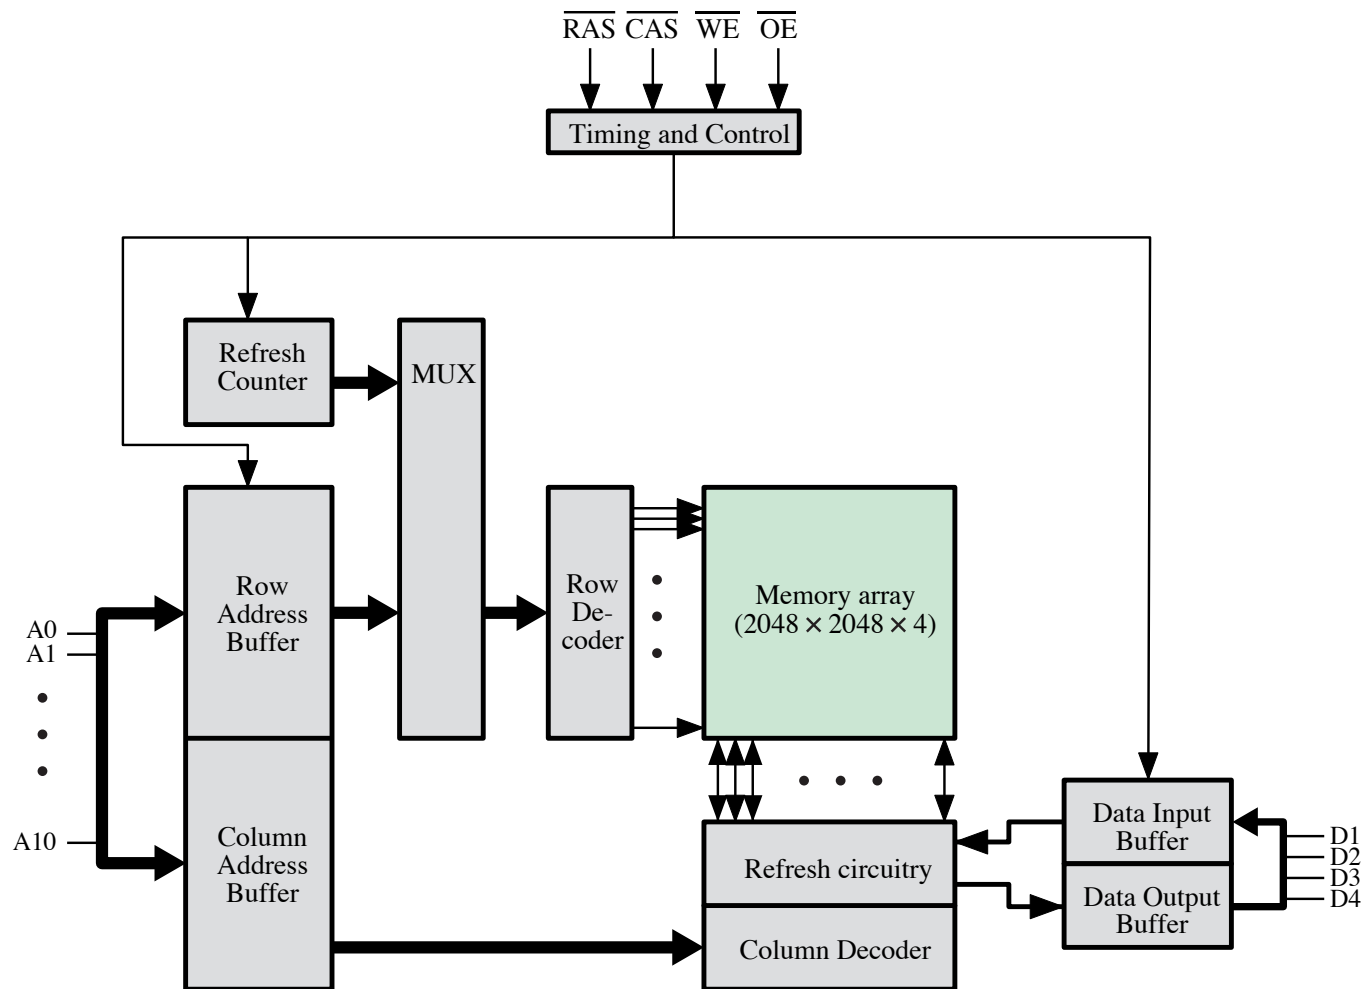 RAS CAS WE OE
Timing and Control
Refresh
Counter
MUX
Row
Address
Buffer
Row
De-
coder
Memory array
(2048 × 2048 × 4)
A0
A1
A10
Column
Address
Buffer
Refresh circuitry
Column Decoder
Data Input
Buffer
Data Output
Buffer
D1
D2
D3
D4